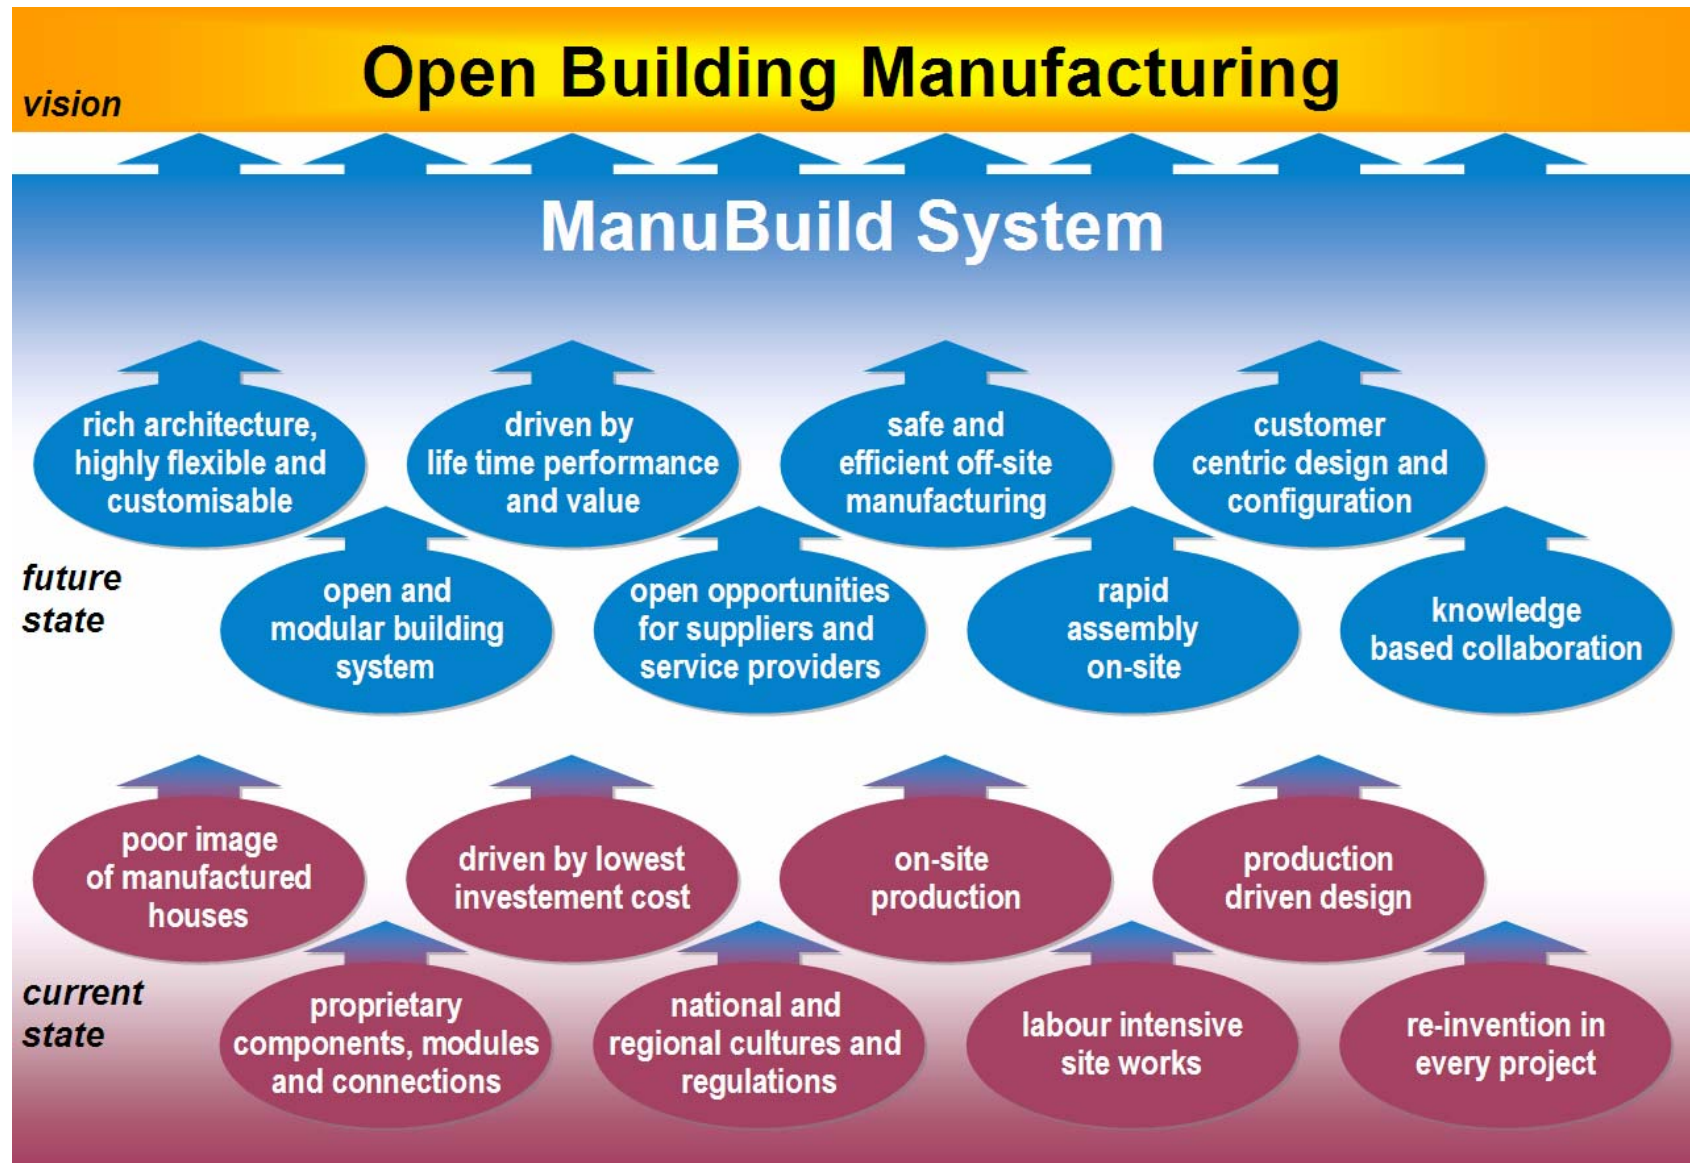 Open Building Manufacturing
vision
ManuBuild System
rich architecture,
highly flexible and
customisable
driven by
life time performance
and value
safe and
efficient off-site
manufacturing
customer
centric design and
configuration
future
state
open and
modular building
system
open opportunities
for suppliers and
service providers
rapid
assembly
on-site
knowledge
based collaboration
poor image
of manufactured
houses
driven by lowest
investement cost
on-site
production
production
driven design
current
state
proprietary
components, modules
and connections
national and
regional cultures and
regulations
labour intensive
site works
re-invention in
every project